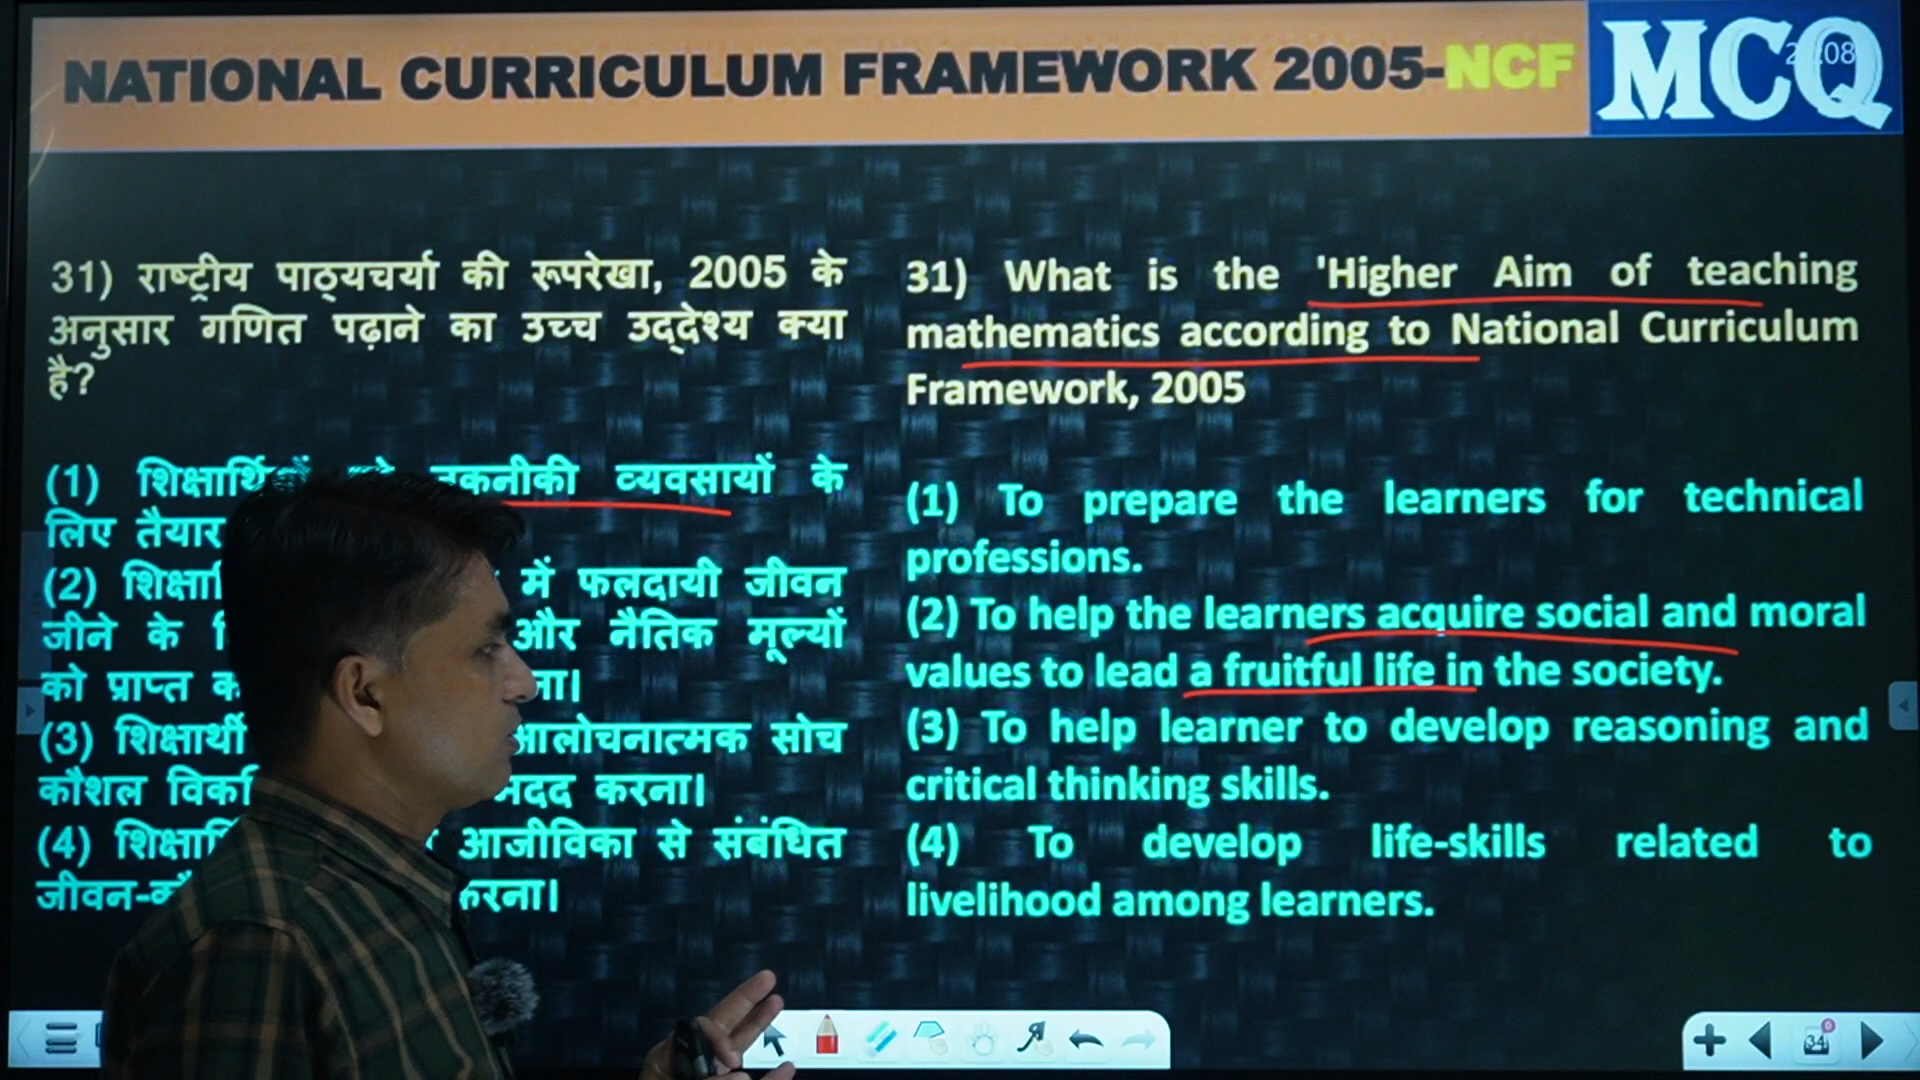 NATIONAL CURRICULUM FRAMEWORK 2005-NCF
MCQ
31) राष्ट्रीय पाठ्यचर्या की रूपरेखा, 2005 के
अनुसार गणित पढ़ाने का उच्च उद्देश्य क्या
है?
(1) व्यवसायों के
लिए तैयार
(2) में फलदायी जीवन
जीने के और नैतिक मूल्यों
को प्राप्त
(3) शिक्षार्थी आलोचनात्मक सोच
कौशल मदद करना।
(4) आजीविका से संबंधित
करना।
31) What is the 'Higher Aim of teaching
mathematics according to National Curriculum
Framework, 2005
(1) To prepare the learners for technical
professions.
(2) To help the learners acquire social and moral
values to lead a fruitful life in the society.
(3) To help learner to develop reasoning and
critical thinking skills.
(4) To develop life-skills related to
livelihood among learners.
34
0